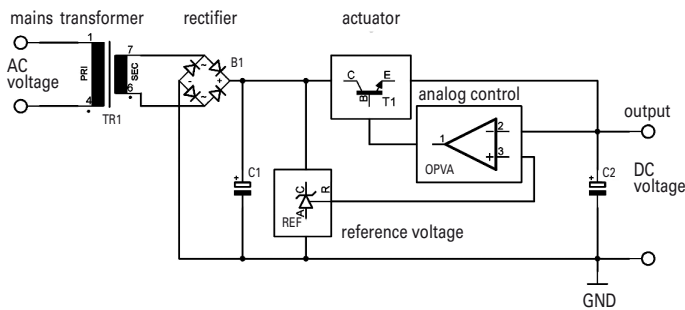 mains transformer
rectifier
actuator
1
7
PRI
SEC
4
6
TR1
AC
voltage
B1
~
-
+
~
C
E
B
T1
analog control
1
2
3
-
+
OPVA
output
+
C1
C
R
A
REF
reference voltage
+
C2
DC
voltage
GND